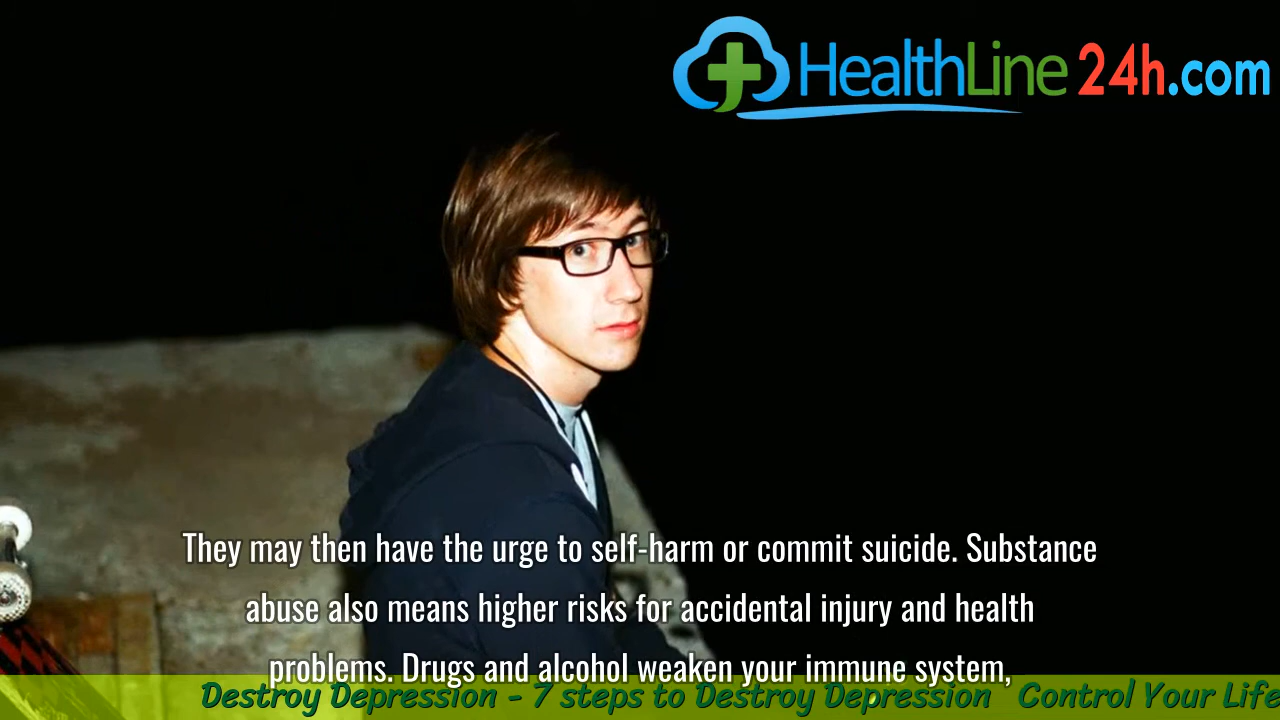 HealthLine 24h.com
They may then have the urge to self-harm or commit suicide. Substance
abuse also means higher risks for accidental injury and health
problems. Drugs and alcohol weaken your immune system,
Destroy Depression - 7 steps to Destroy Depression Control Your Life